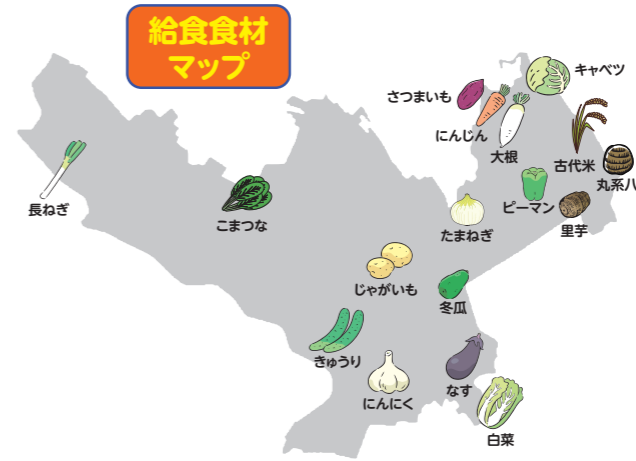 給食食材
マップ
キャベツ
さつまいも
にんじん
大根
古代米
丸系八
ピーマン
里芋
たまねぎ
長ねぎ
こまつな
じゃがいも
冬瓜
きゅうり
にんにく
なす
白菜